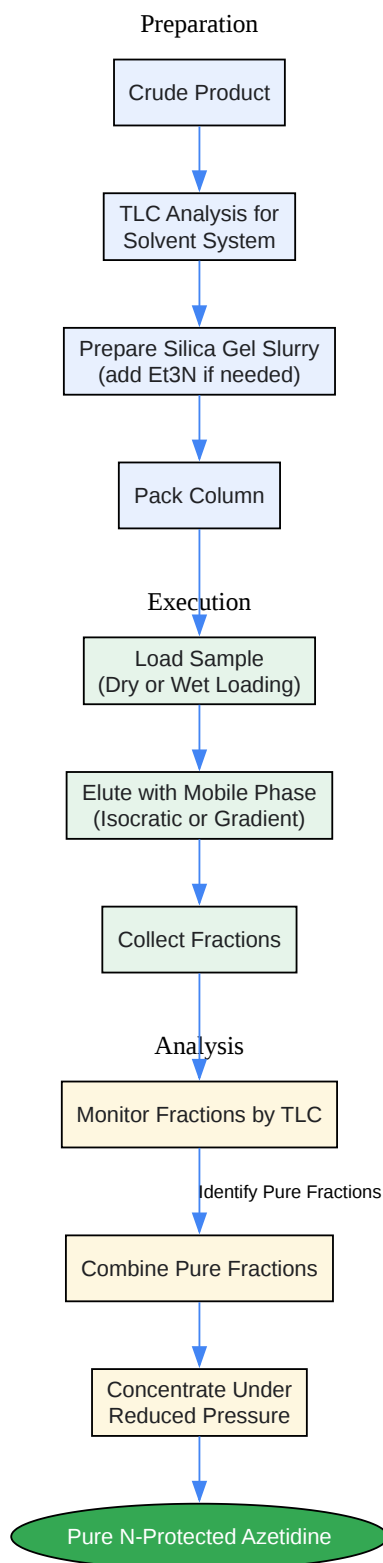 Preparation
Crude Product
TLC Analysis for
Solvent System
Prepare Silica Gel Slurry
(add Et3N if needed)
Pack Column
Execution
Load Sample
(Dry or Wet Loading)
Elute with Mobile Phase
(Isocratic or Gradient)
Collect Fractions
Analysis
Monitor Fractions by TLC
Identify Pure Fractions
Combine Pure Fractions
Concentrate Under
Reduced Pressure
Pure N-Protected Azetidine